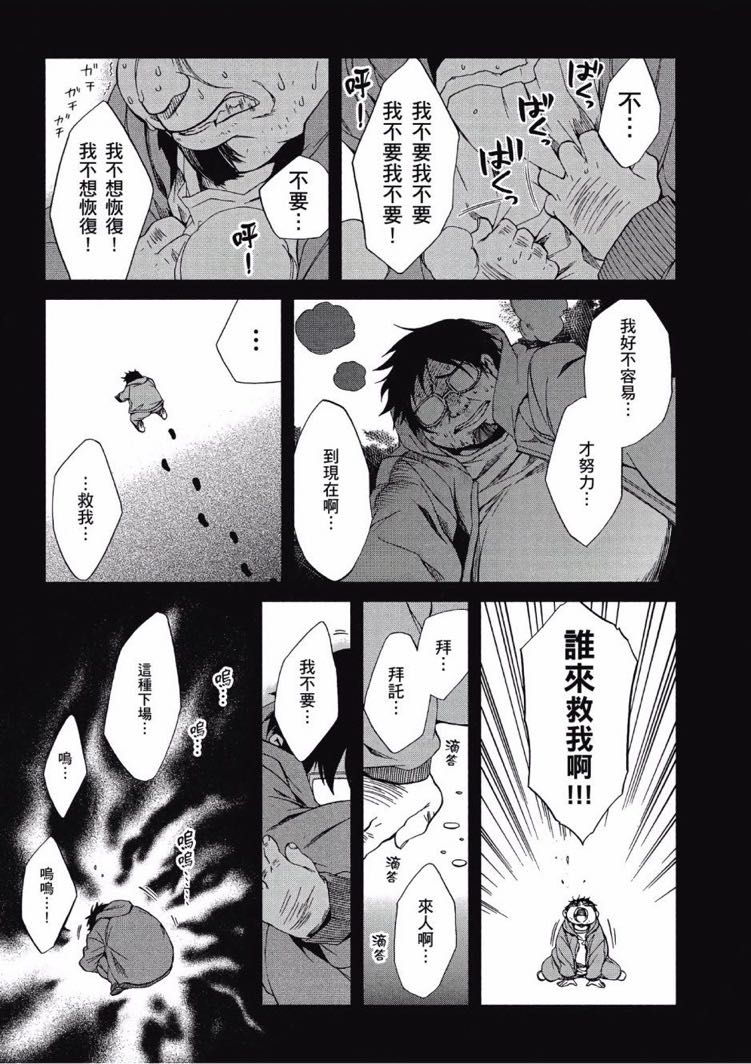 不…
ばくっ
ばくっ
ばくっ
我不要我不要
我不要我不要！
呼！
不要…
呼！
我不想恢復！
我不想恢復！
ガチ
ガチ
ガチ
我好不容易…
才努力…
到現在啊…
…
…救我…
誰來救我啊!!!
拜…
拜託…
滴答
滴答
來人啊…
滴答
我不要…
嗚…
這種下場…
嗚…
嗚…
嗚嗚…
嗚嗚…！